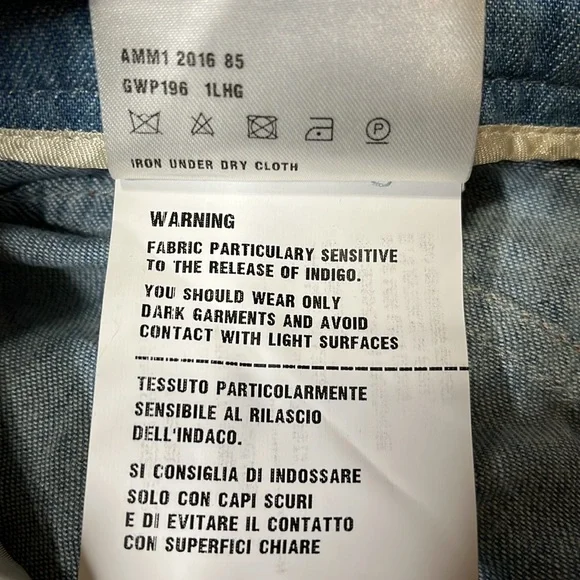 AMM1 2016 85
GWP196 1LHG
P
IRON UNDER DRY CLOTH
WARNING
FABRIC PARTICULARY SENSITIVE
TO THE RELEASE OF INDIGO.
YOU SHOULD WEAR ONLY
DARK GARMENTS AND AVOID
CONTACT WITH LIGHT SURFACES
TESSUTO PARTICOLARMENTE
SENSIBILE AL RILASCIO
DELL'INDACO.
SI CONSIGLIA DI INDOSSARE
SOLO CON CAPI SCURI
E DI EVITARE IL CONTATTO
CON SUPERFICI CHIARE